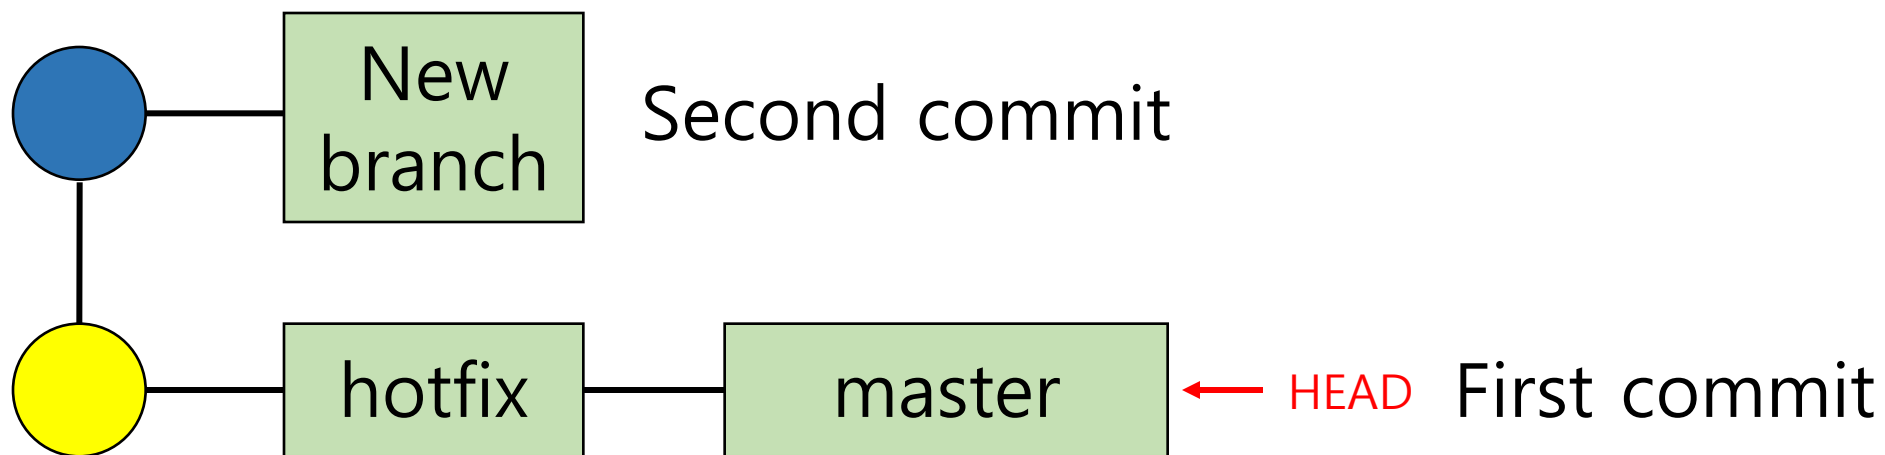 New
branch
Second commit
hotfix
master
HEAD
First commit